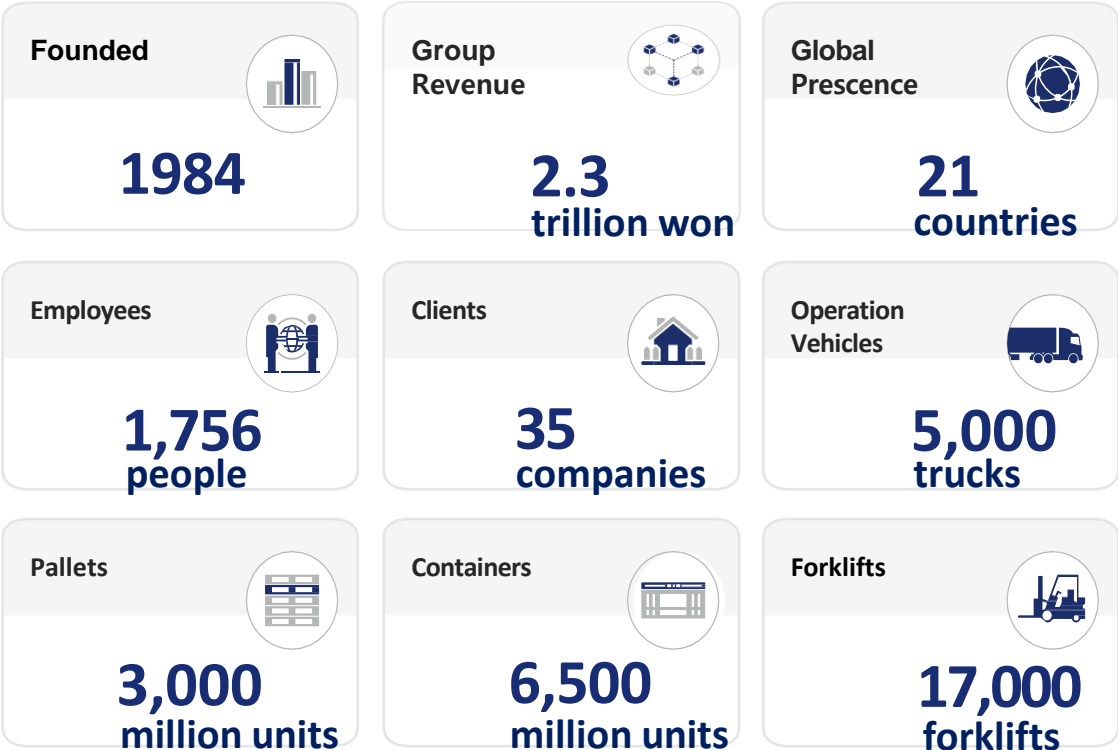 Founded
1984
Group
Revenue
2.3
trillion won
Global
Prescence
21
countries
Employees
1,756
people
Clients
35
companies
Operation
Vehicles
5,000
trucks
Pallets
3,000
million units
Containers
6,500
million units
Forklifts
17,000
forklifts